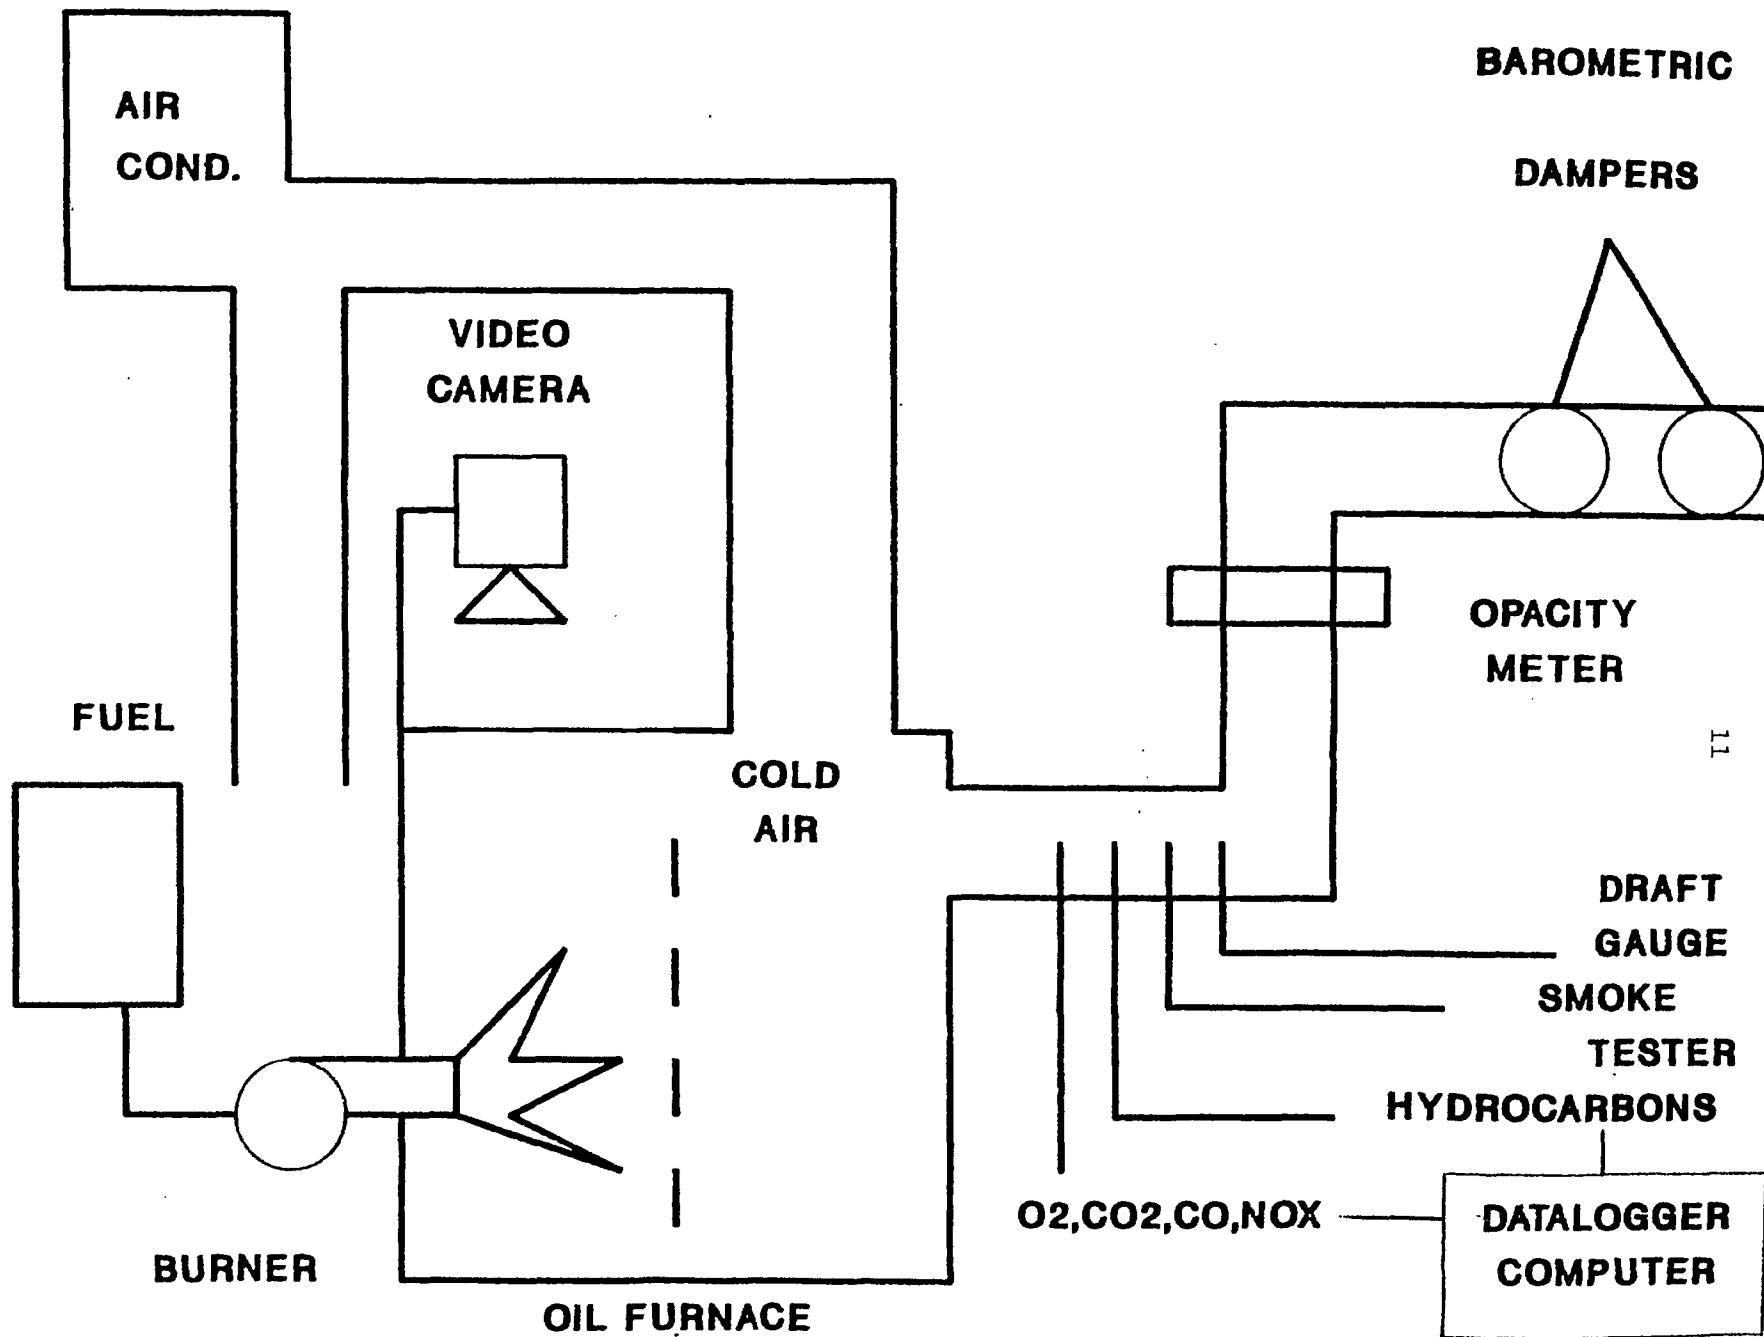 BAROMETRIC
DAMPERS
AIR
COND.
VIDEO
CAMERA
OPACITY
METER
FUEL
COLD
AIR
11
DRAFT
GAUGE
SMOKE
TESTER
HYDROCARBONS
O2,CO2,CO,NOX
DATALOGGER
COMPUTER
BURNER
OIL FURNACE